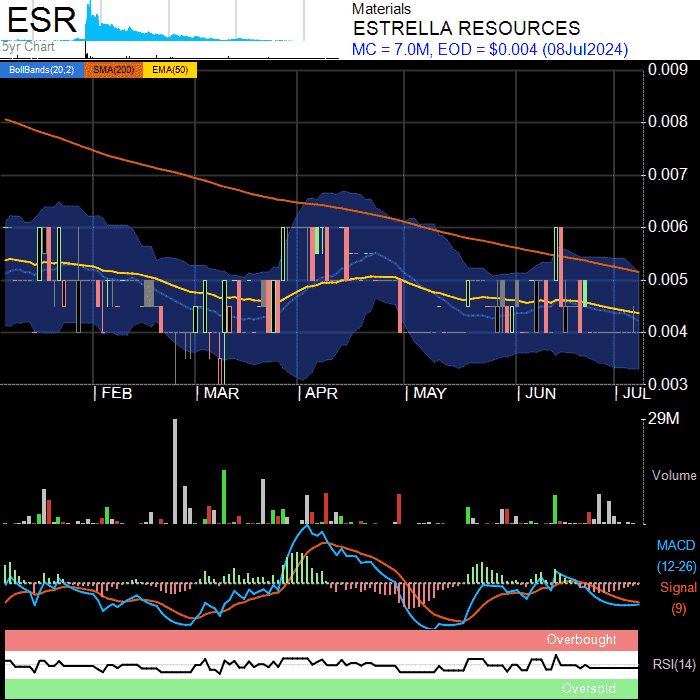 ESR
5yr Chart
Materials
ESTRELLA RESOURCES
MC = 7.0M, EOD = $0.004 (08Jul2024)
BollBands(20,2) SMA(200) EMA(50)
0.009
0.008
0.007
0.006
0.005
0.004
0.003
FEB MAR APR MAY JUN JUL
29M
Volume
MACD
(12-26)
Signal
(9)
Overbought
RSI(14)
Oversold